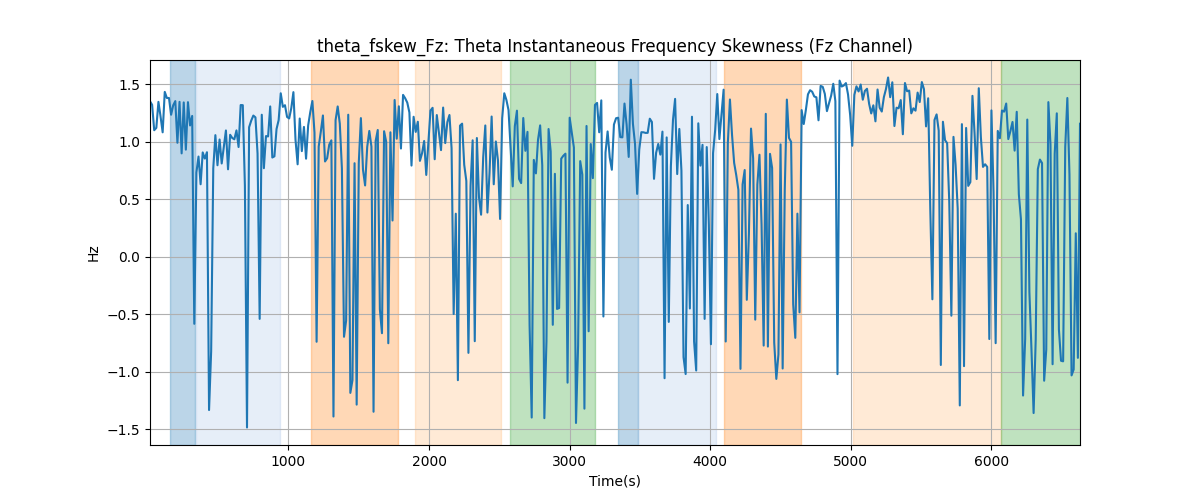 theta_fskew_Fz: Theta Instantaneous Frequency Skewness (Fz Channel)
1.5
1.0
0.5
0.0
−0.5
−1.0
−1.5
Hz
1000 2000 3000 4000 5000 6000
Time(s)